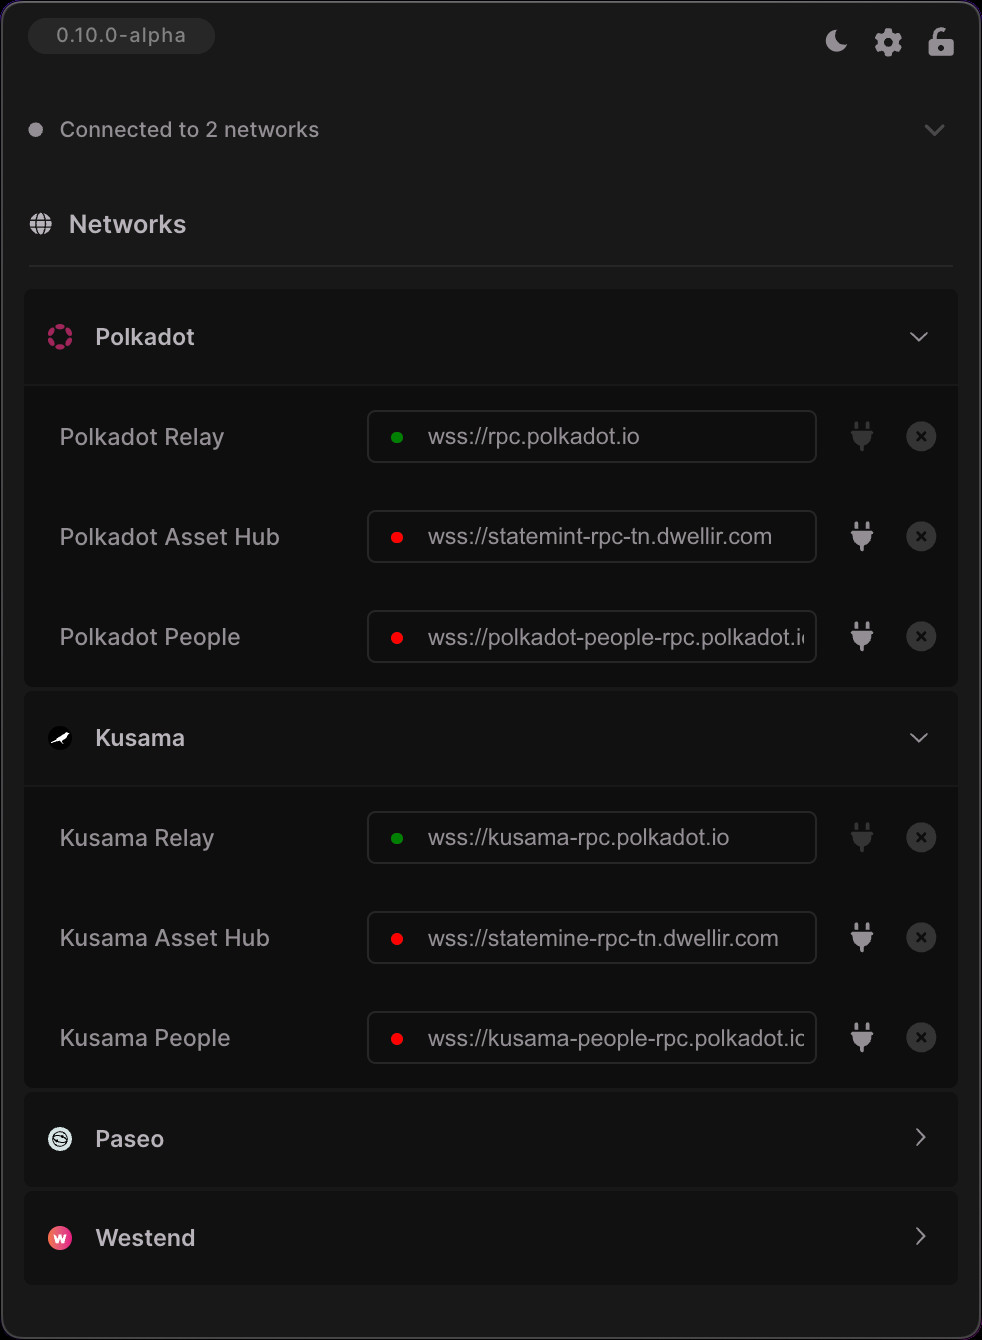 0.10.0-alpha
Connected to 2 networks
Networks
Polkadot
Polkadot Relay
wss://rpc.polkadot.io
Polkadot Asset Hub
wss://statemint-rpc-tn.dwellir.com
Polkadot People
wss://polkadot-people-rpc.polkadot.i
Kusama
Kusama Relay
wss://kusama-rpc.polkadot.io
Kusama Asset Hub
wss://statemine-rpc-tn.dwellir.com
Kusama People
wss://kusama-people-rpc.polkadot.io
Paseo
W
Westend